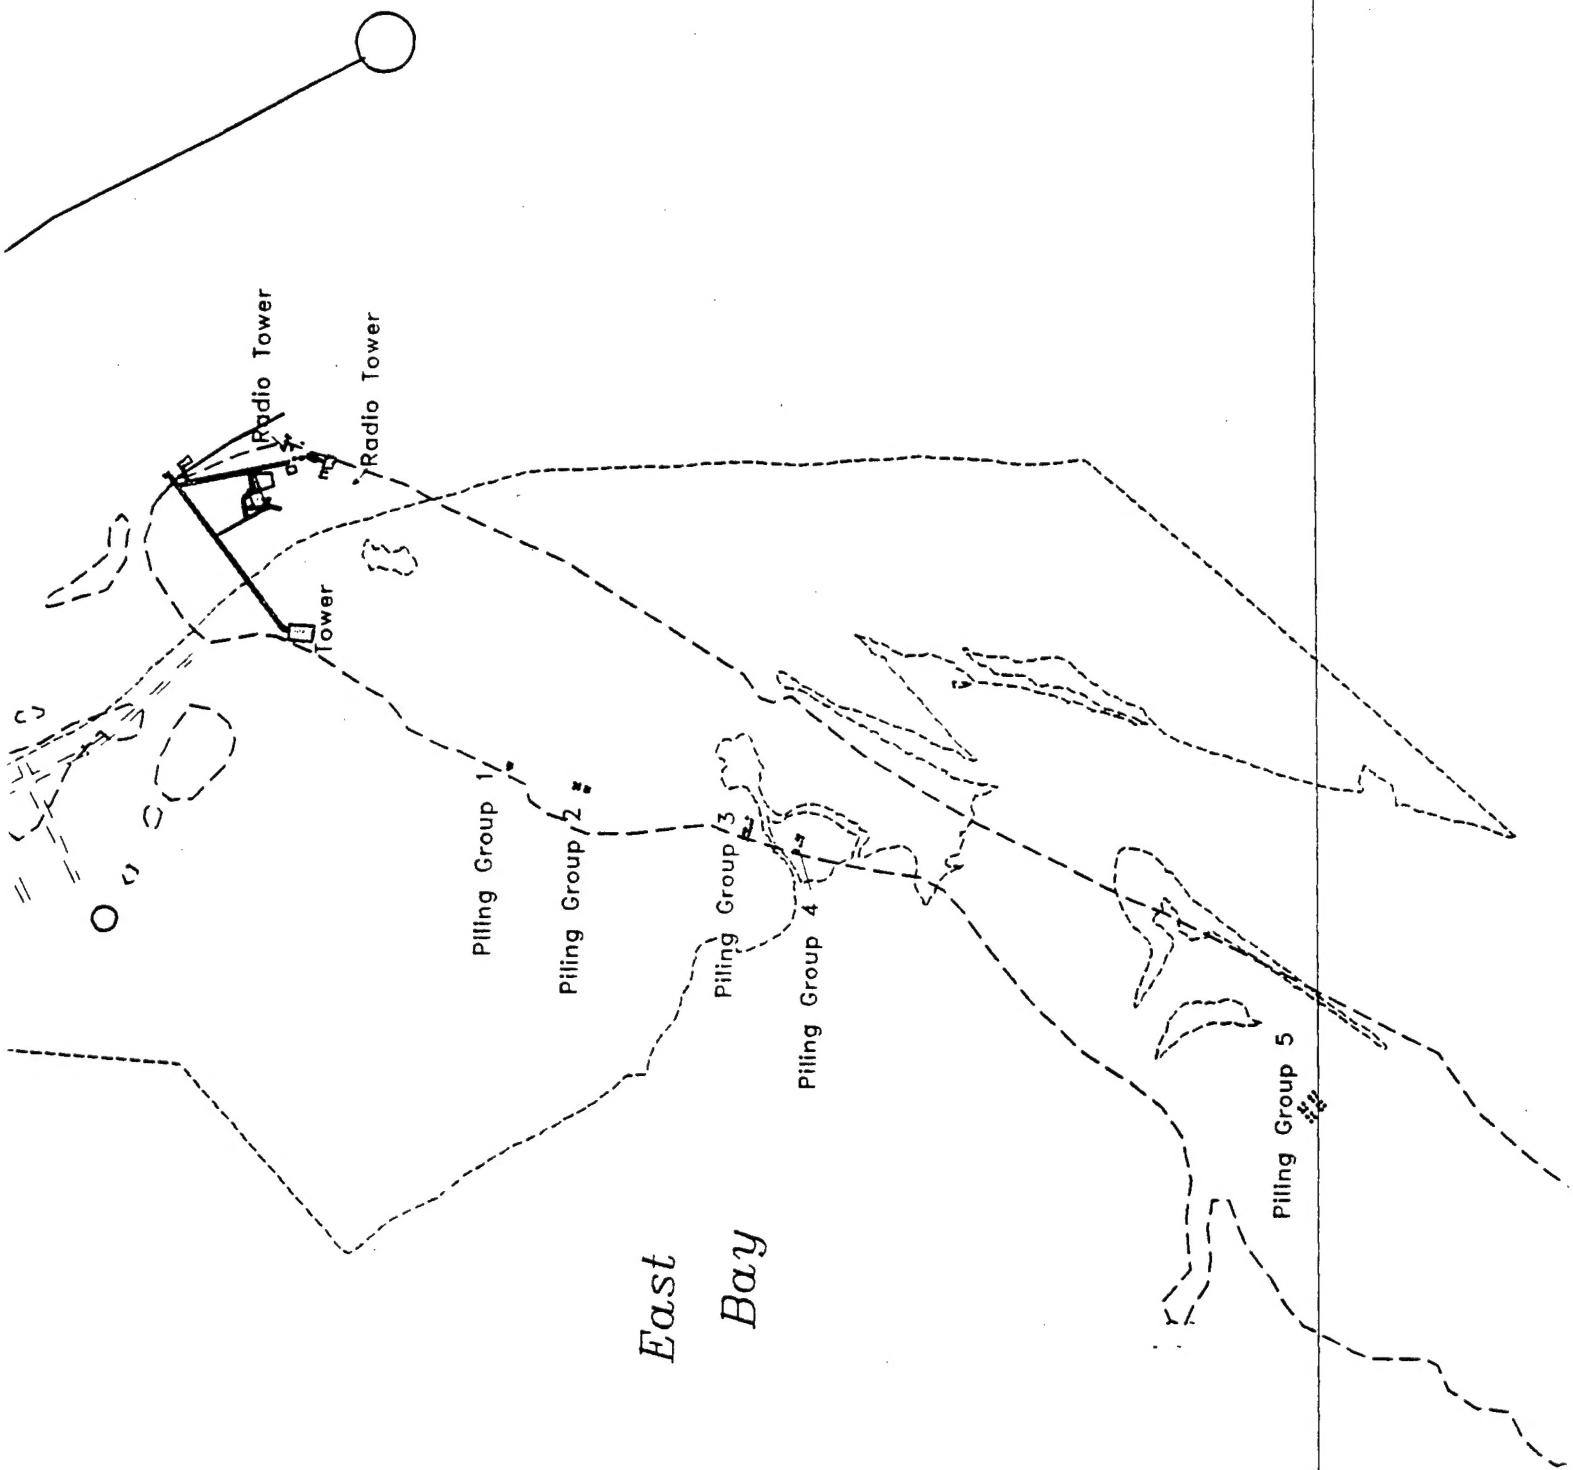 Radio Tower
Radio Tower
Tower
Piling Group 1
Piling Group 2
Piling Group 3
Piling Group 4
Piling Group 5
East
Bay